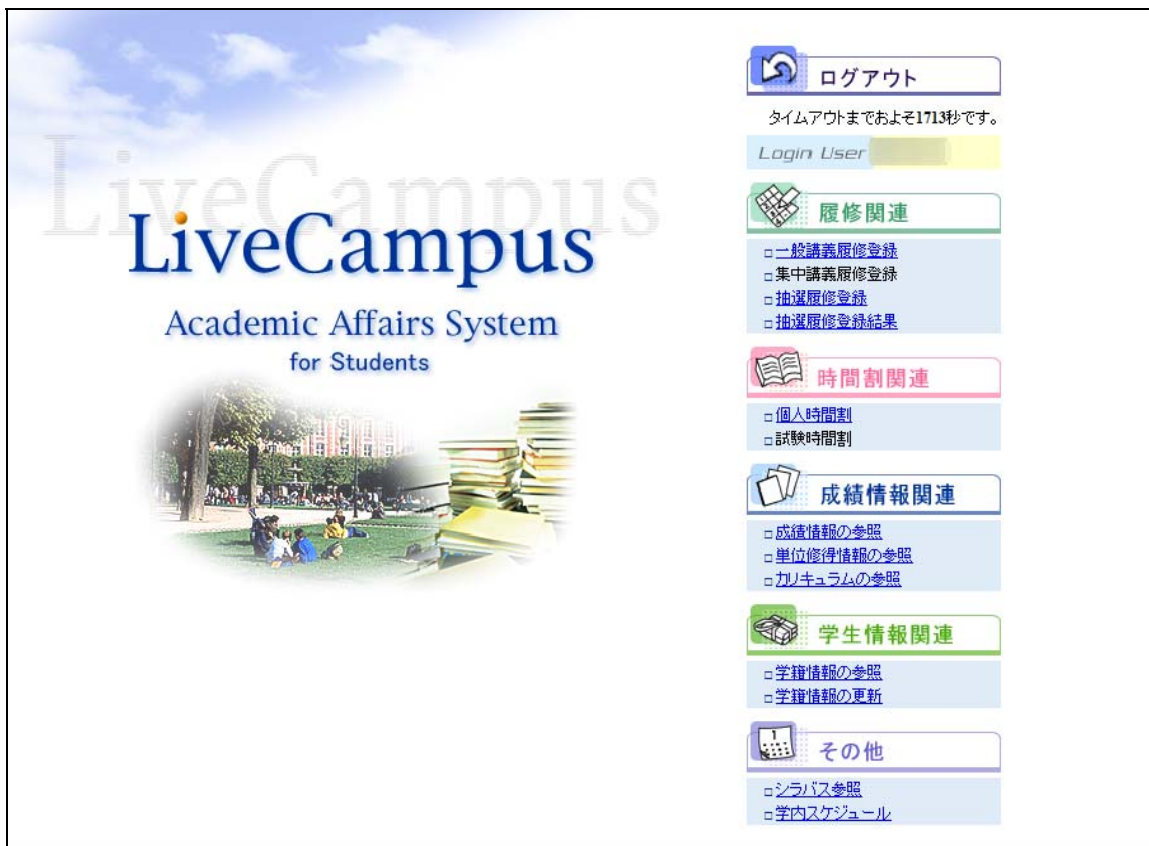 LiveCampus
LiveCampus
Academic Affairs System
for Students
ログアウト
タイムアウトまでおよそ1713秒です。
Login User
履修関連
□一般講義履修登録
□集中講義履修登録
□抽選履修登録
□抽選履修登録結果
時間割関連
□個人時間割
□試験時間割
成績情報関連
□成績情報の参照
□単位修得情報の参照
□カリキュラムの参照
学生情報関連
□学籍情報の参照
□学籍情報の更新
1
その他
□シラバス参照
□学内スケジュール